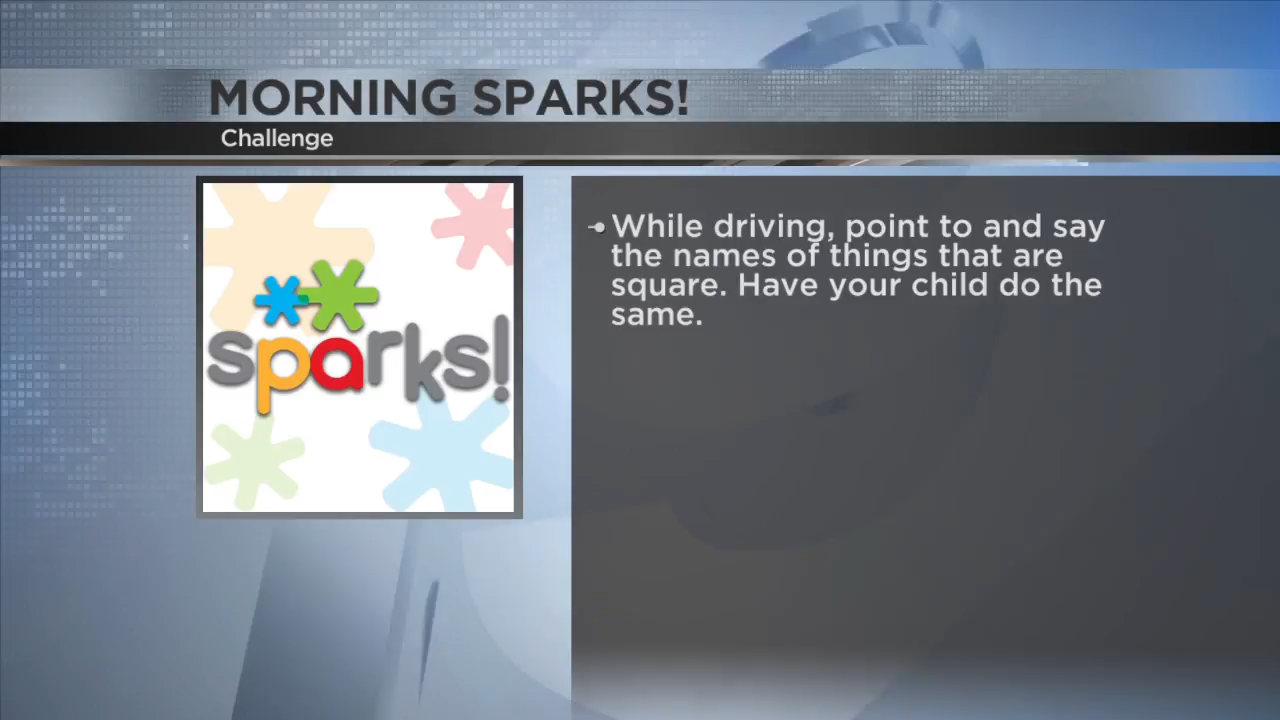 MORNING SPARKS!
Challenge
sparks!
While driving, point to and say
the names of things that are
square. Have your child do the
same.